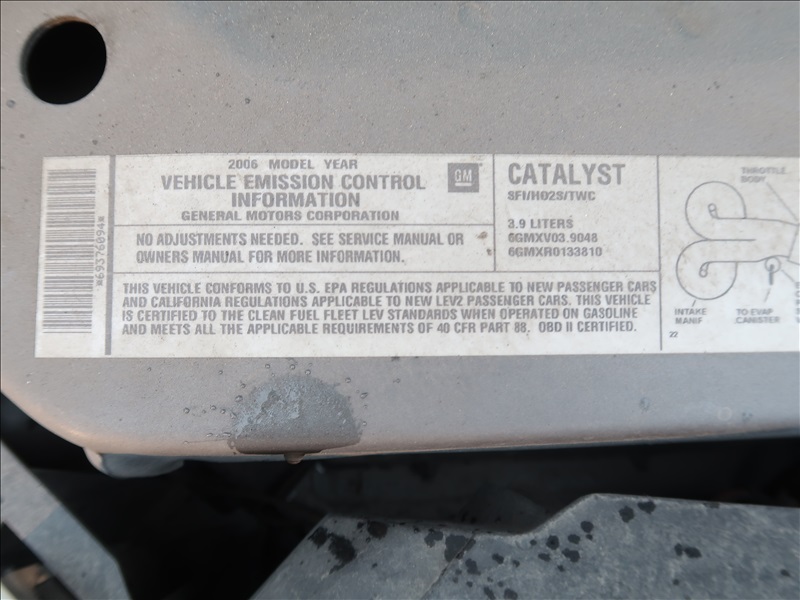 *69376094*
2006 MODEL YEAR
VEHICLE EMISSION CONTROL
INFORMATION
GENERAL MOTORS CORPORATION
GM
NO ADJUSTMENTS NEEDED. SEE SERVICE MANUAL OR
OWNERS MANUAL FOR MORE INFORMATION.
CATALYST
SFI/HO2S/TWC
3.9 LITERS
6GMXV03.9048
6GMXR0133810
THIS VEHICLE CONFORMS TO U.S. EPA REGULATIONS APPLICABLE TO NEW PASSENGER CARS
AND CALIFORNIA REGULATIONS APPLICABLE TO NEW LEV2 PASSENGER CARS. THIS VEHICLE
IS CERTIFIED TO THE CLEAN FUEL FLEET LEV STANDARDS WHEN OPERATED ON GASOLINE
AND MEETS ALL THE APPLICABLE REQUIREMENTS OF 40 CFR PART 88. OBD II CERTIFIED.
THROTTLE
BODY
INTAKE
MANIF
TO EVAP
CANISTER
22